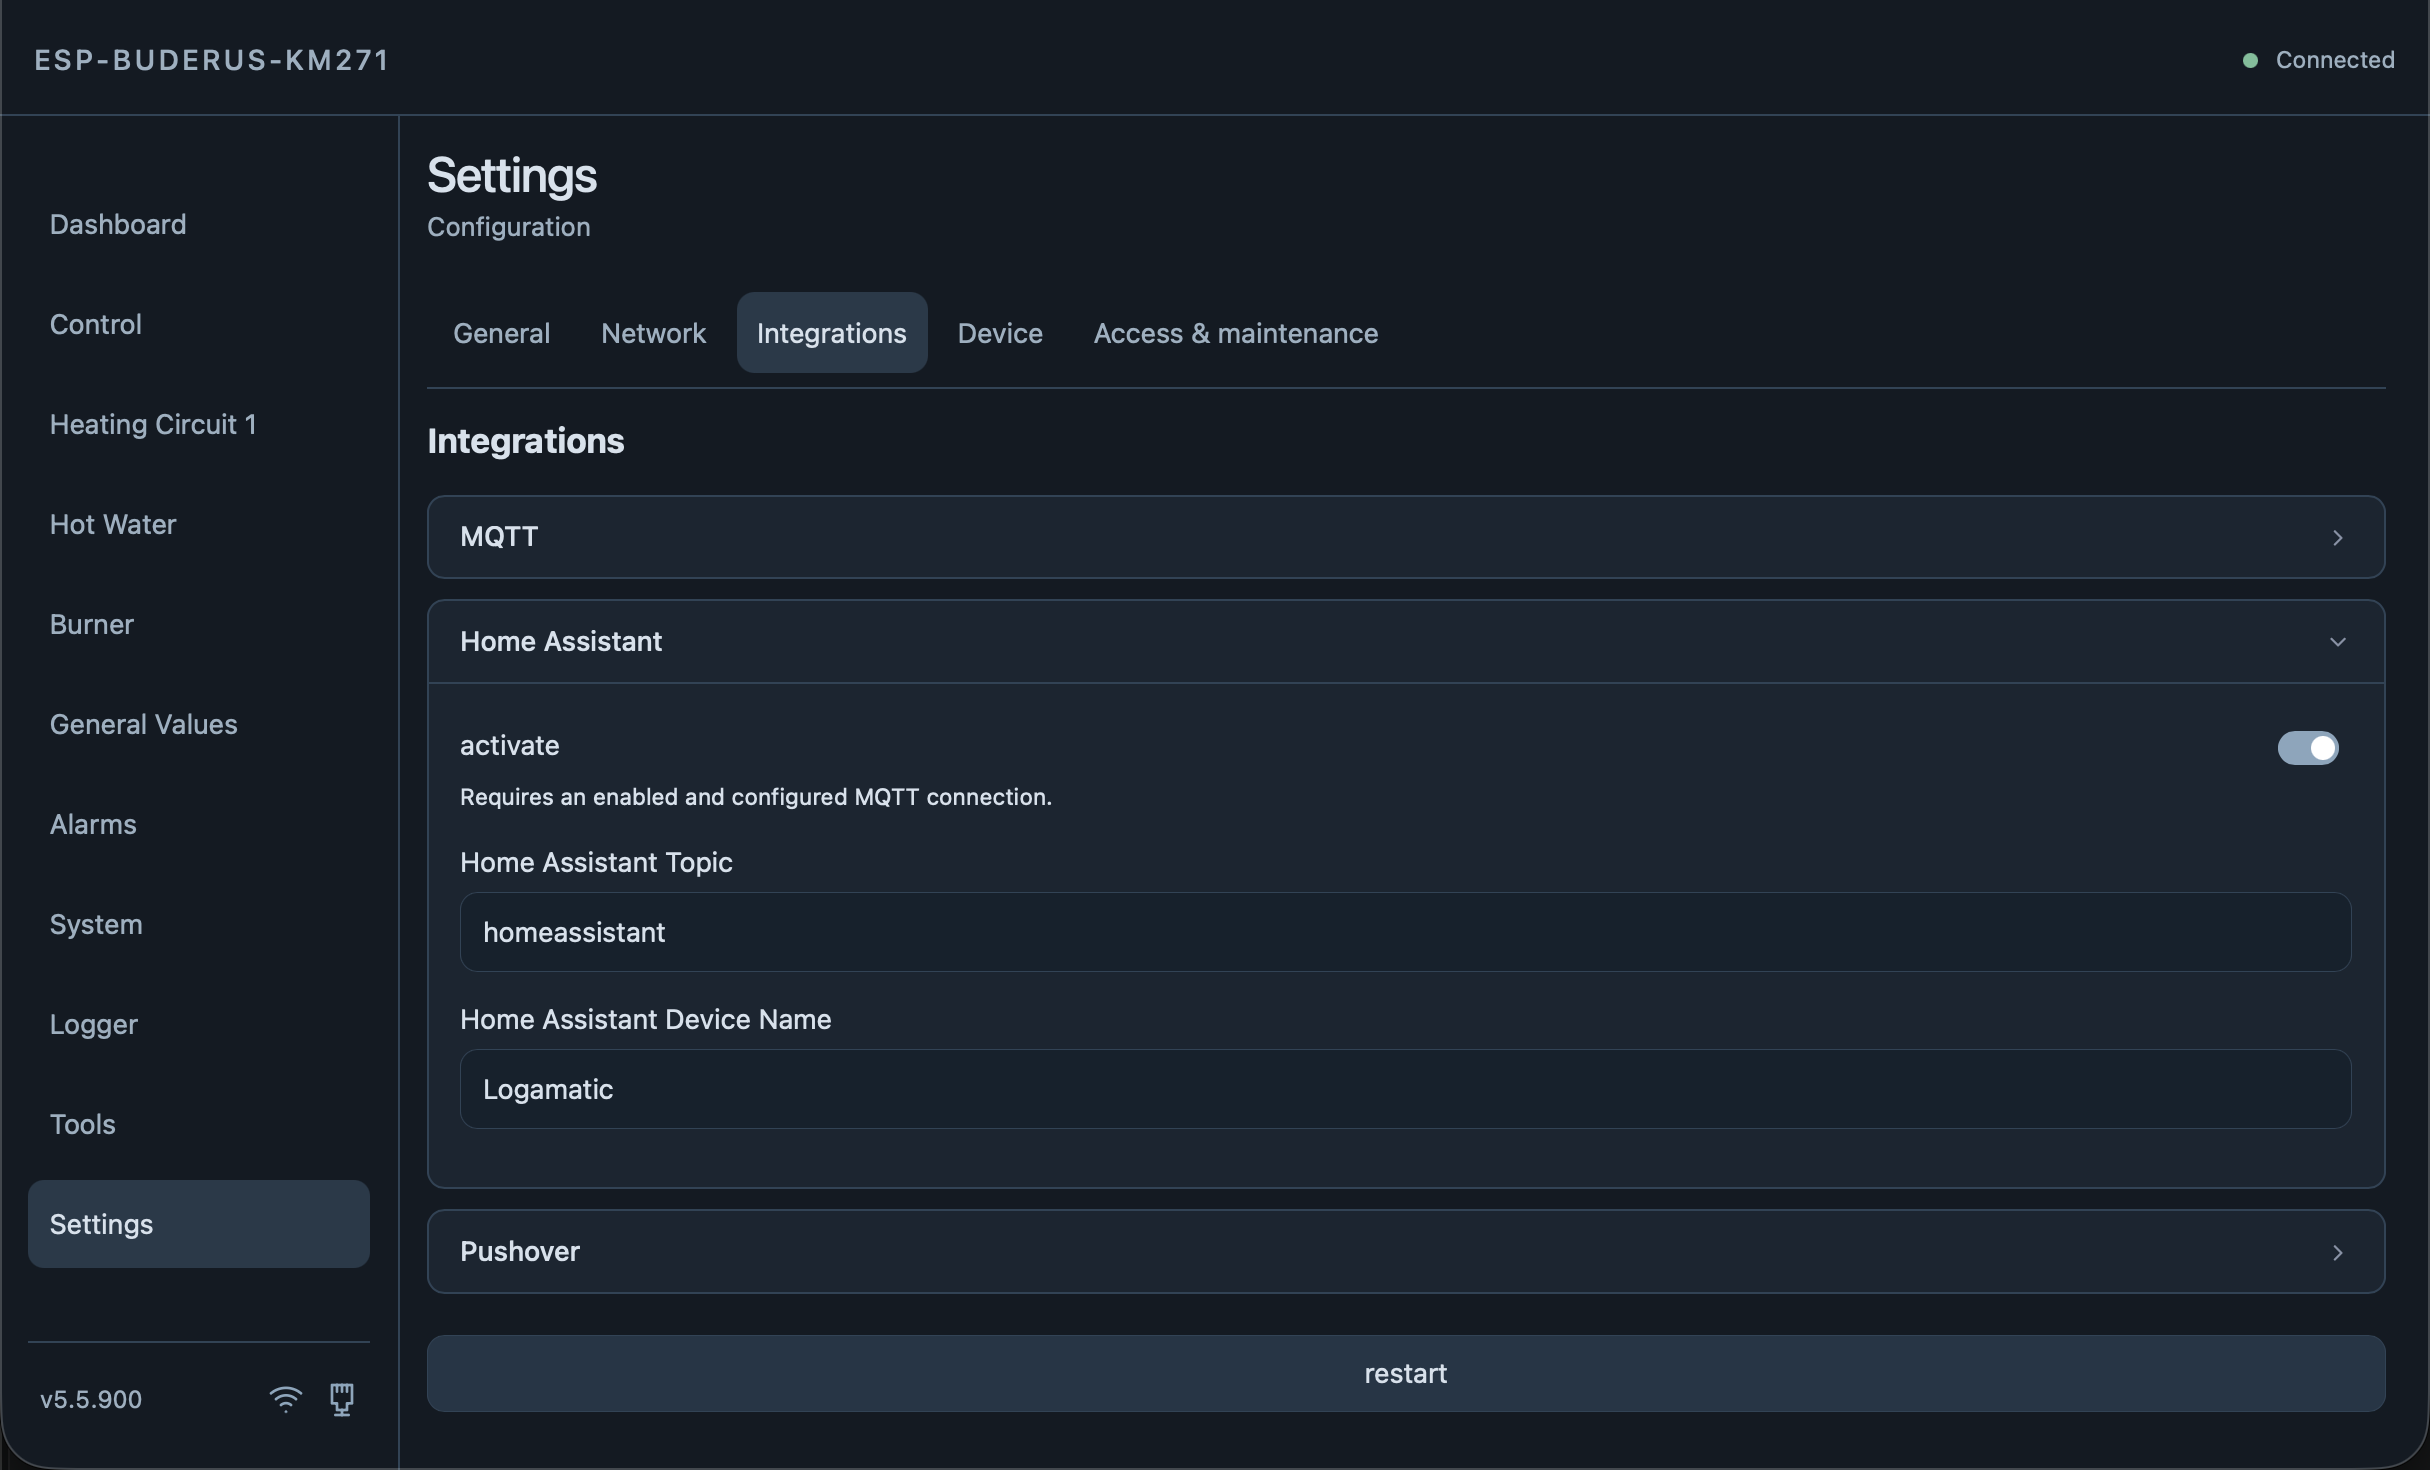 ESP-BUDERUS-KM271
Connected
Dashboard
Control
Heating Circuit 1
Hot Water
Burner
General Values
Alarms
System
Logger
Tools
Settings
v5.5.900
Settings
Configuration
General
Network
Integrations
Device
Access & maintenance
Integrations
MQTT
Home Assistant
activate
Requires an enabled and configured MQTT connection.
Home Assistant Topic
homeassistant
Home Assistant Device Name
Logamatic
Pushover
restart